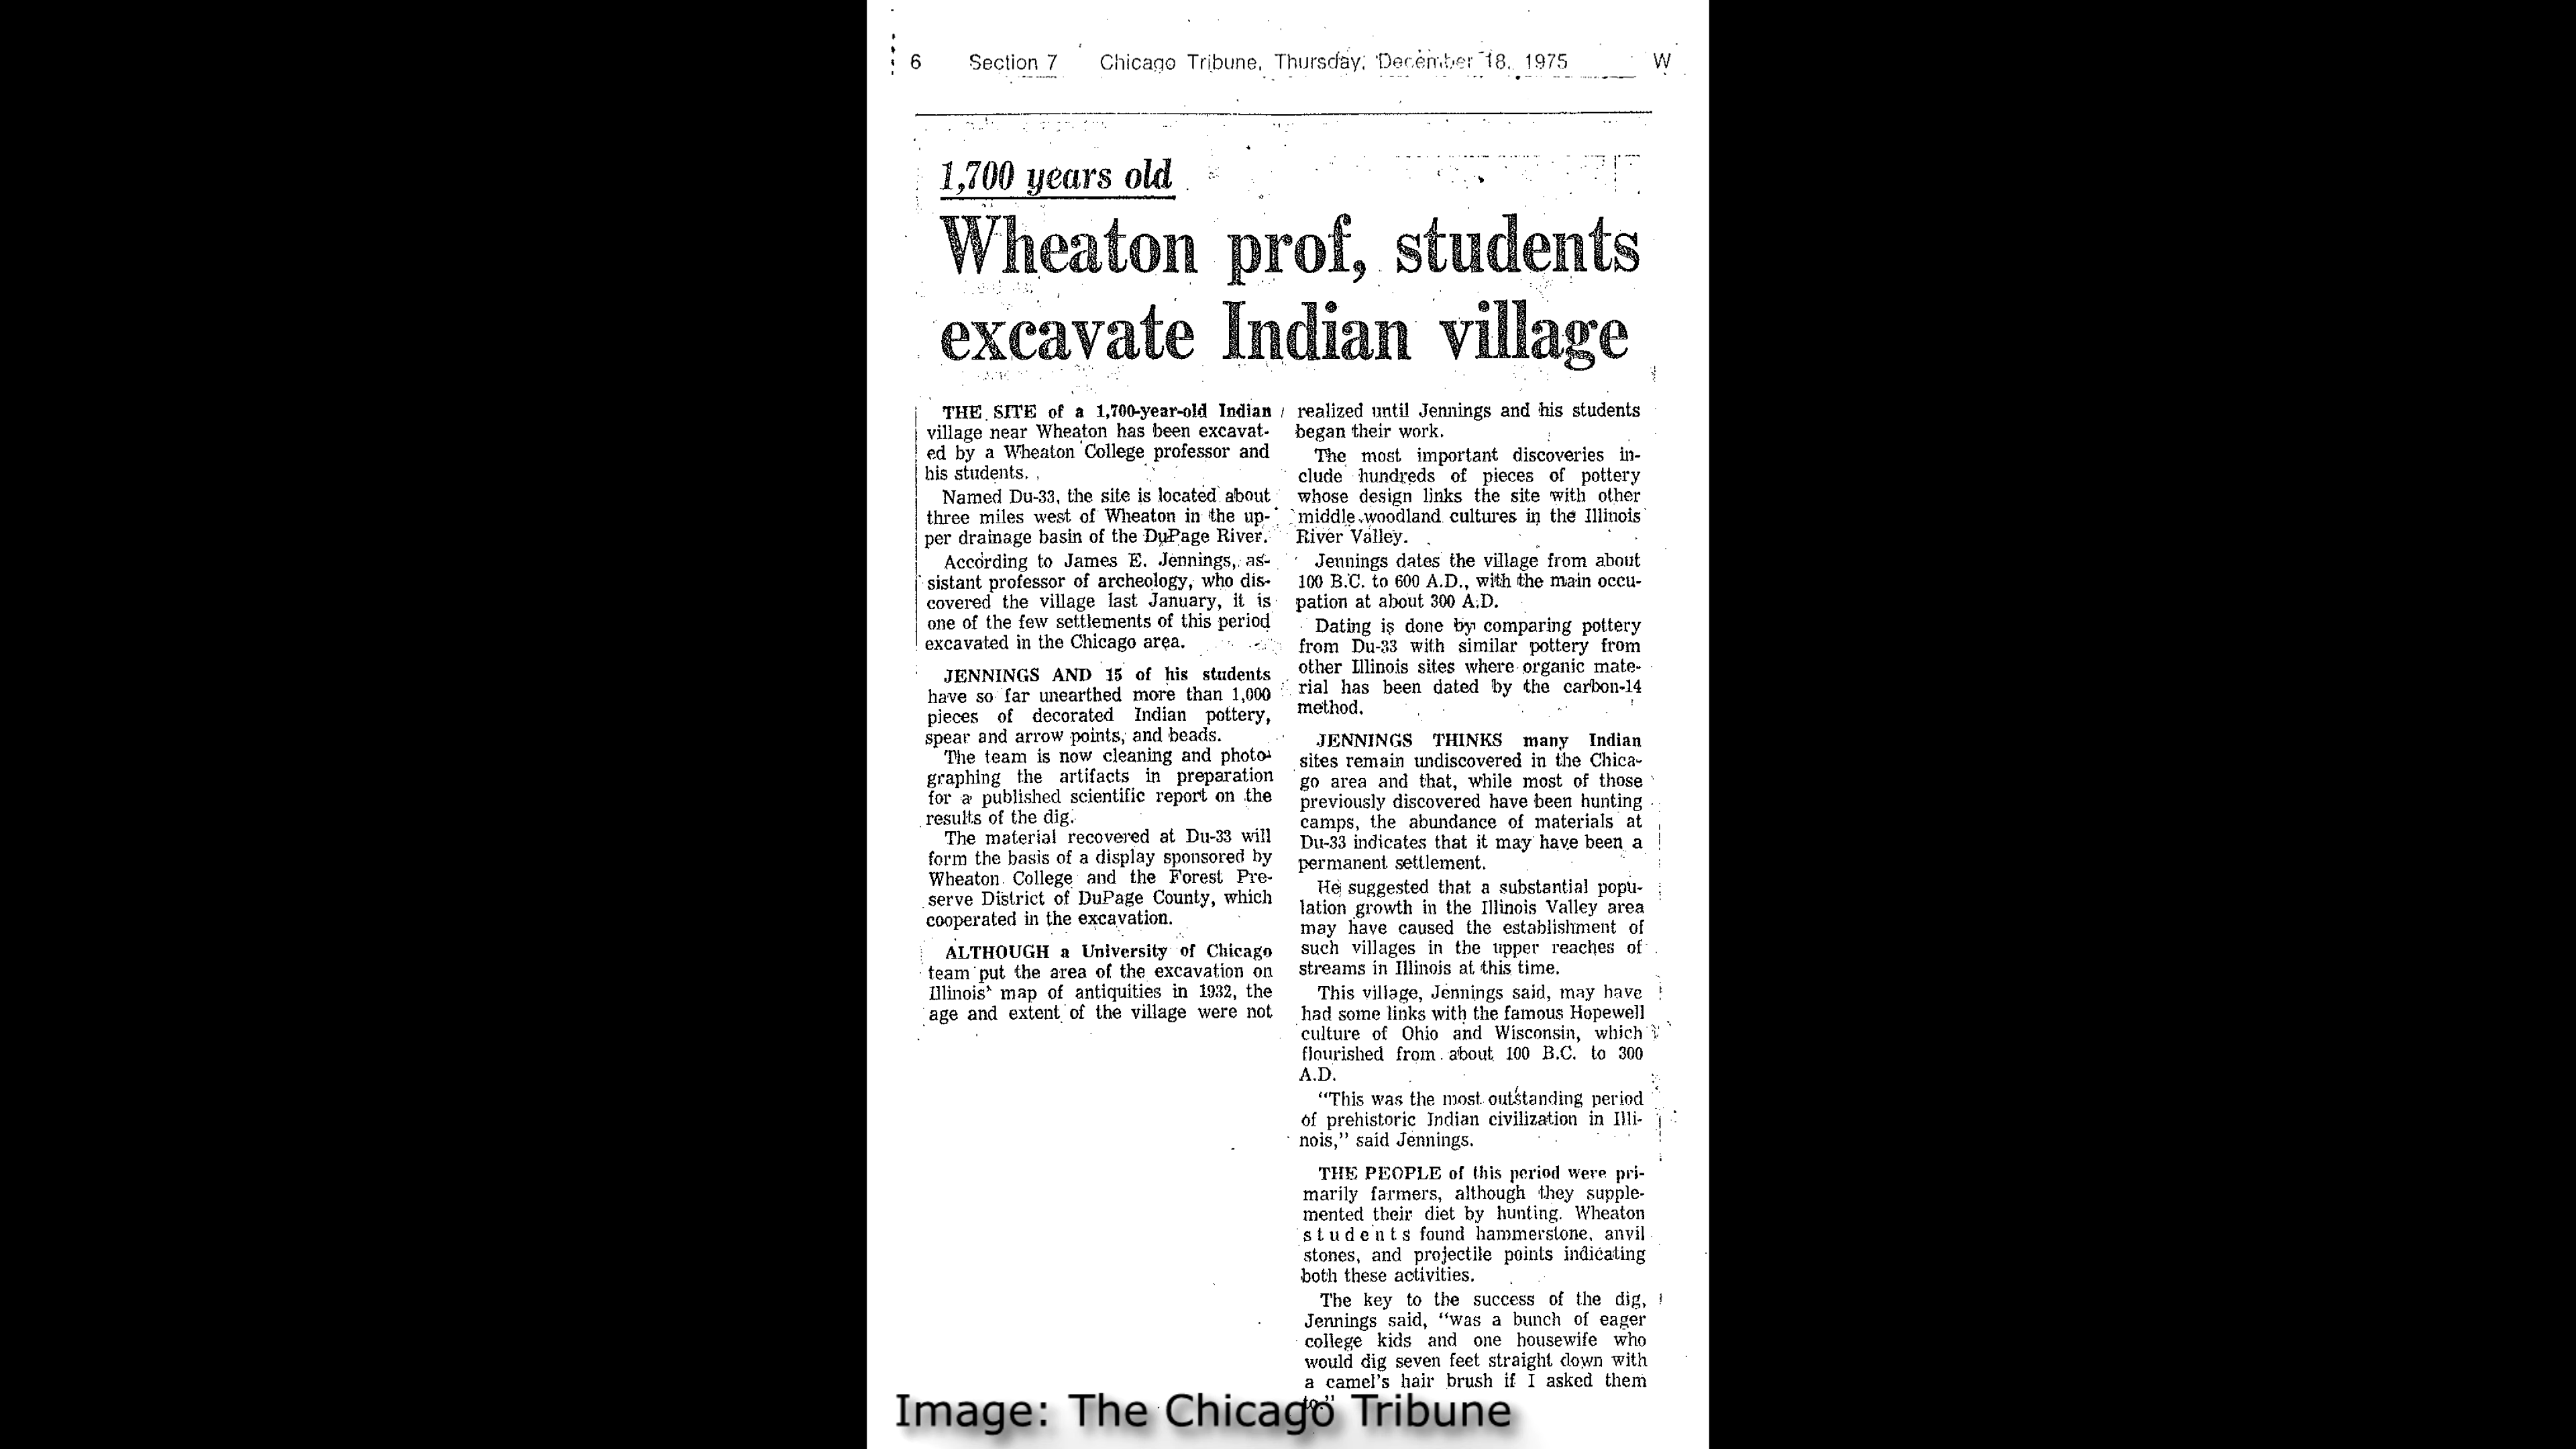 6 Section 7 Chicago Tribune, Thursday, December 18, 1975 W
1,700 years old
Wheaton prof, students
excavate Indian village
THE SITE of a 1,700-year-old Indian
village near Wheaton has been excavat-
ed by a Wheaton College professor and
his students.
Named Du-33, the site is located about
three miles west of Wheaton in the up-
per drainage basin of the DuPage River.
According to James E. Jennings, as-
sistant professor of archeology, who dis-
covered the village last January, it is
one of the few settlements of this period
excavated in the Chicago area.
JENNINGS AND 15 of his students
have so far unearthed more than 1,000
pieces of decorated Indian pottery,
spear and arrow points, and beads.
The team is now cleaning and photo-
graphing the artifacts in preparation
for a published scientific report on the
results of the dig.
The material recovered at Du-33 will
form the basis of a display sponsored by
Wheaton College and the Forest Pre-
serve District of DuPage County, which
cooperated in the excavation.
ALTHOUGH a University of Chicago
team put the area of the excavation on
Illinois' map of antiquities in 1932, the
age and extent of the village were not
realized until Jennings and his students
began their work.
The most important discoveries in-
clude hundreds of pieces of pottery
whose design links the site with other
middle woodland cultures in the Illinois
River Valley.
Jennings dates the village from about
100 B.C. to 600 A.D., with the main occu-
pation at about 300 A.D.
Dating is done by comparing pottery
from Du-33 with similar pottery from
other Illinois sites where organic mate-
rial has been dated by the carbon-14
method.
JENNINGS THINKS many Indian
sites remain undiscovered in the Chica-
go area and that, while most of those
previously discovered have been hunting
camps, the abundance of materials at
Du-33 indicates that it may have been a
permanent settlement.
He suggested that a substantial popu-
lation growth in the Illinois Valley area
may have caused the establishment of
such villages in the upper reaches of
streams in Illinois at this time.
This village, Jennings said, may have
had some links with the famous Hopewell
culture of Ohio and Wisconsin, which
flourished from about 100 B.C. to 300
A.D.
"This was the most outstanding period
of prehistoric Indian civilization in Illi-
nois," said Jennings.
THE PEOPLE of this period were pri-
marily farmers, although they supple-
mented their diet by hunting. Wheaton
students found hammerstone, anvil
stones, and projectile points indicating
both these activities.
The key to the success of the dig,
Jennings said, "was a bunch of eager
college kids and one housewife who
would dig seven feet straight down with
a camel's hair brush if I asked them
to."
Image: The Chicago Tribune